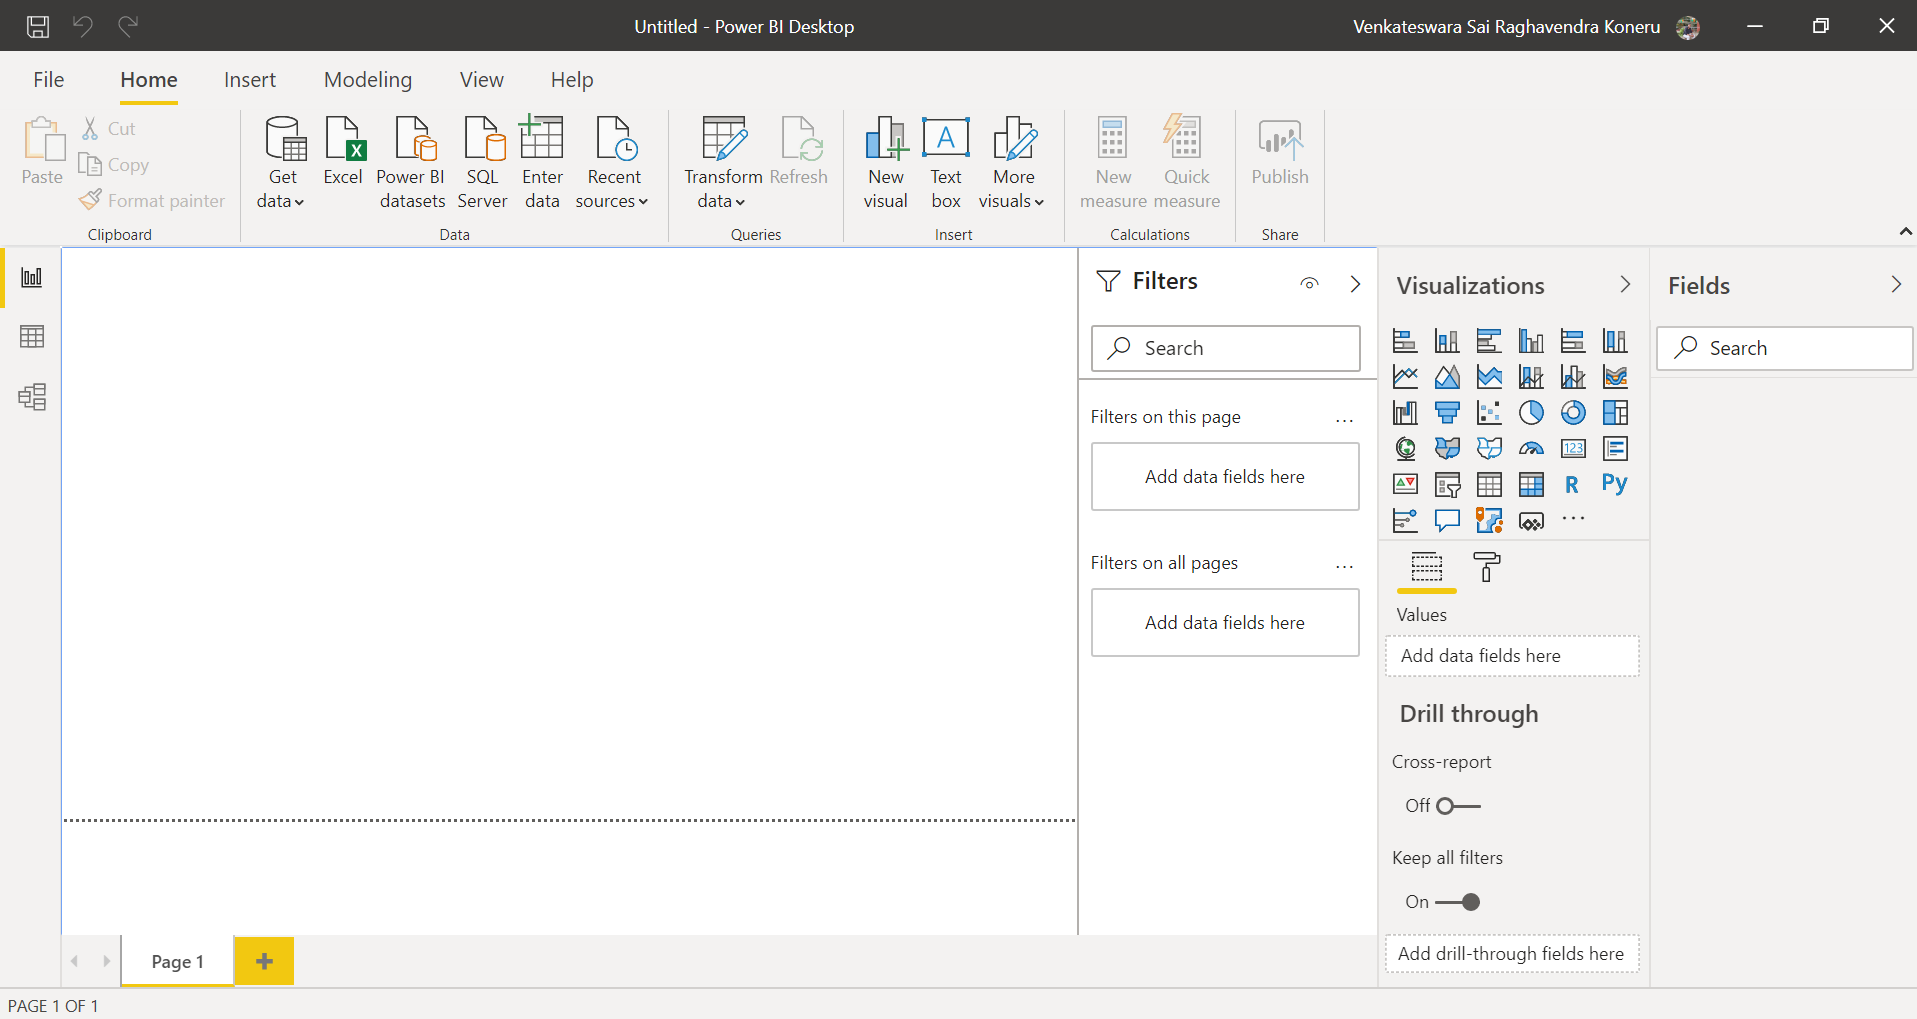 Untitled - Power BI Desktop
Venkateswara Sai Raghavendra Koneru
File Home Insert Modeling View Help
Paste
Cut
Copy
Format painter
Clipboard
Get data
Excel
Power BI datasets
SQL Server
Enter data
Recent sources
Data
Transform data
Refresh
Queries
New visual
Text box
A
More visuals
Insert
New measure
Quick measure
Calculations
Publish
Share
Filters
Search
Filters on this page ...
Add data fields here
Filters on all pages ...
Add data fields here
Visualizations
123
R
Py
...
Values
Add data fields here
Drill through
Cross-report
Off
Keep all filters
On
Add drill-through fields here
Fields
Search
Page 1
PAGE 1 OF 1